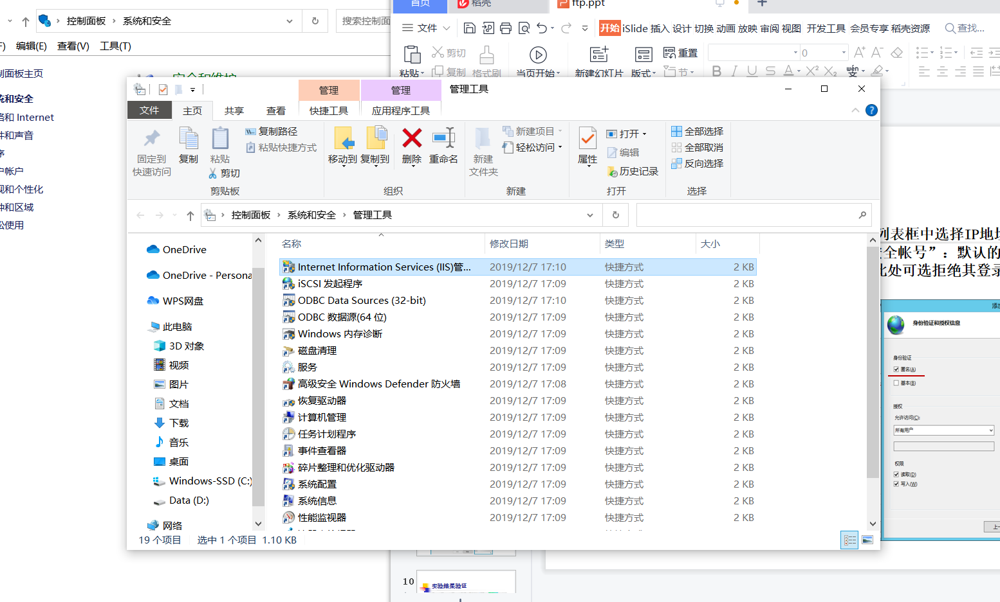 控制面板 › 系统和安全
搜索控制面
编辑(E) 查看(V) 工具(T)
制面板主页
统和安全
络和 Internet
件和声音
序
户帐户
观和个性化
钟和区域
松使用
首页
稻壳
ftp.ppt
文件
开始 iSlide 插入 设计 切换 动画 放映 审阅 视图 开发工具 会员专享 稻壳资源
查找...
粘贴
剪切
复制
格式刷
当页开始
新建幻灯片
版式
重置
节
0
B I U S A X² X₂ wén 变
管理
管理
管理工具
文件 主页 共享 查看 快捷工具 应用程序工具
固定到
快速访问
复制
粘贴
复制路径
粘贴快捷方式
剪切
剪贴板
移动到 复制到 删除 重命名
组织
新建
文件夹
新建项目
轻松访问
新建
属性
打开
编辑
历史记录
打开
全部选择
全部取消
反向选择
选择
控制面板 › 系统和安全 › 管理工具
OneDrive
OneDrive - Persona
WPS网盘
此电脑
3D 对象
视频
图片
文档
下载
音乐
桌面
Windows-SSD (C:)
Data (D:)
网络
名称 修改日期 类型 大小
Internet Information Services (IIS)管... 2019/12/7 17:10 快捷方式 2 KB
iSCSI 发起程序 2019/12/7 17:09 快捷方式 2 KB
ODBC Data Sources (32-bit) 2019/12/7 17:10 快捷方式 2 KB
ODBC 数据源(64 位) 2019/12/7 17:09 快捷方式 2 KB
Windows 内存诊断 2019/12/7 17:09 快捷方式 2 KB
磁盘清理 2019/12/7 17:09 快捷方式 2 KB
服务 2019/12/7 17:09 快捷方式 2 KB
高级安全 Windows Defender 防火墙 2019/12/7 17:08 快捷方式 2 KB
恢复驱动器 2019/12/7 17:09 快捷方式 2 KB
计算机管理 2019/12/7 17:09 快捷方式 2 KB
任务计划程序 2019/12/7 17:09 快捷方式 2 KB
事件查看器 2019/12/7 17:09 快捷方式 2 KB
碎片整理和优化驱动器 2019/12/7 17:09 快捷方式 2 KB
系统配置 2019/12/7 17:09 快捷方式 2 KB
系统信息 2019/12/7 17:09 快捷方式 2 KB
性能监视器 2019/12/7 17:09 快捷方式 2 KB
19 个项目 选中 1 个项目 1.10 KB
列表框中选择IP地
全帐号”：默认的
此处可选拒绝其登录
添加
身份验证和授权信息
身份验证
匿名(A)
基本(B)
授权
允许访问(C):
所有用户
权限
读取(D)
写入(W)
上一
10
实验结果验证